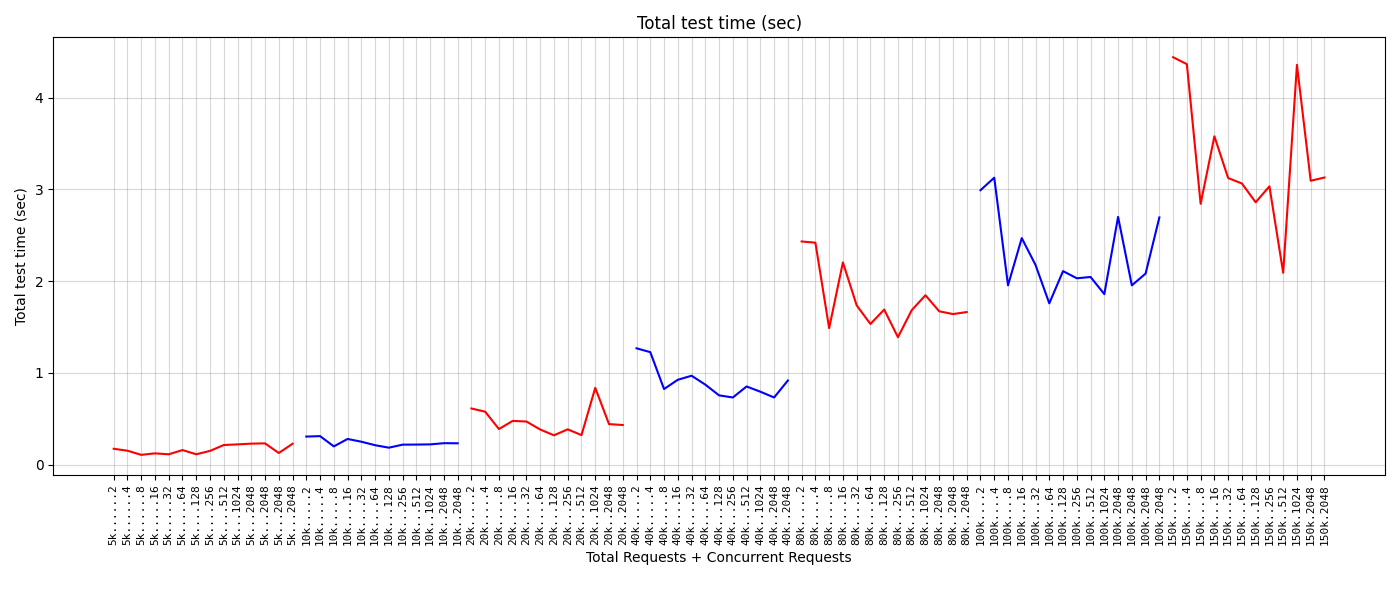 Total test time (sec)
Total test time (sec)
4
3
2
1
0
5k......2
5k......4
5k......8
5k.....16
5k.....32
5k.....64
5k....128
5k....256
5k....512
5k...1024
5k...2048
5k...2048
5k...2048
5k...2048
10k.....2
10k.....4
10k.....8
10k....16
10k....32
10k....64
10k...128
10k...256
10k...512
10k..1024
10k..2048
10k..2048
20k.....2
20k.....4
20k.....8
20k....16
20k....32
20k....64
20k...128
20k...256
20k...512
20k..1024
20k..2048
20k..2048
40k.....2
40k.....4
40k.....8
40k....16
40k....32
40k....64
40k...128
40k...256
40k...512
40k..1024
40k..2048
40k..2048
80k.....2
80k.....4
80k.....8
80k....16
80k....32
80k....64
80k...128
80k...256
80k...512
80k..1024
80k..2048
80k..2048
80k..2048
100k....2
100k....4
100k....8
100k...16
100k...32
100k...64
100k..128
100k..256
100k..512
100k.1024
100k.2048
100k.2048
100k.2048
100k.2048
150k....2
150k....4
150k....8
150k...16
150k...32
150k...64
150k..128
150k..256
150k..512
150k.1024
150k.2048
150k.2048
Total Requests + Concurrent Requests